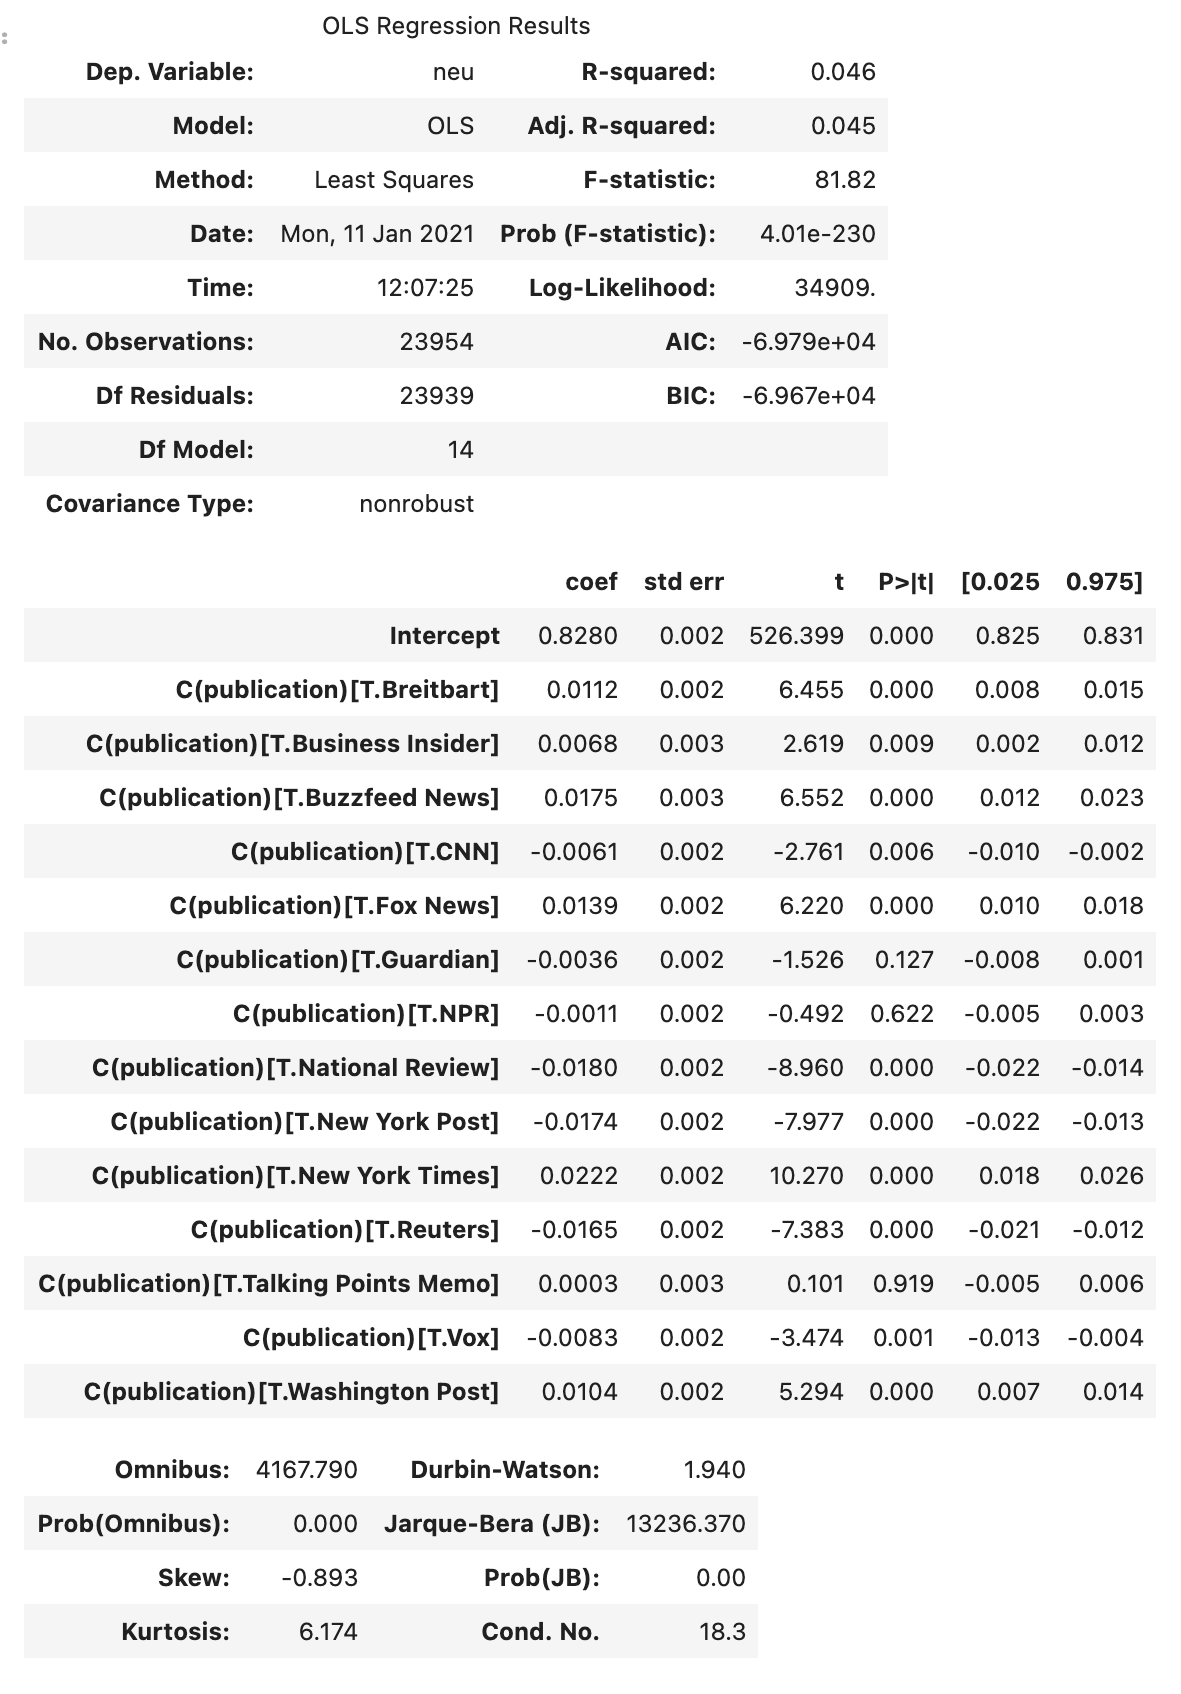 OLS Regression Results
Dep. Variable: neu R-squared: 0.046
Model: OLS Adj. R-squared: 0.045
Method: Least Squares F-statistic: 81.82
Date: Mon, 11 Jan 2021 Prob (F-statistic): 4.01e-230
Time: 12:07:25 Log-Likelihood: 34909.
No. Observations: 23954 AIC: -6.979e+04
Df Residuals: 23939 BIC: -6.967e+04
Df Model: 14
Covariance Type: nonrobust
coef std err t P>|t| [0.025 0.975]
Intercept 0.8280 0.002 526.399 0.000 0.825 0.831
C(publication)[T.Breitbart] 0.0112 0.002 6.455 0.000 0.008 0.015
C(publication)[T.Business Insider] 0.0068 0.003 2.619 0.009 0.002 0.012
C(publication)[T.Buzzfeed News] 0.0175 0.003 6.552 0.000 0.012 0.023
C(publication)[T.CNN] -0.0061 0.002 -2.761 0.006 -0.010 -0.002
C(publication)[T.Fox News] 0.0139 0.002 6.220 0.000 0.010 0.018
C(publication)[T.Guardian] -0.0036 0.002 -1.526 0.127 -0.008 0.001
C(publication)[T.NPR] -0.0011 0.002 -0.492 0.622 -0.005 0.003
C(publication)[T.National Review] -0.0180 0.002 -8.960 0.000 -0.022 -0.014
C(publication)[T.New York Post] -0.0174 0.002 -7.977 0.000 -0.022 -0.013
C(publication)[T.New York Times] 0.0222 0.002 10.270 0.000 0.018 0.026
C(publication)[T.Reuters] -0.0165 0.002 -7.383 0.000 -0.021 -0.012
C(publication)[T.Talking Points Memo] 0.0003 0.003 0.101 0.919 -0.005 0.006
C(publication)[T.Vox] -0.0083 0.002 -3.474 0.001 -0.013 -0.004
C(publication)[T.Washington Post] 0.0104 0.002 5.294 0.000 0.007 0.014
Omnibus: 4167.790 Durbin-Watson: 1.940
Prob(Omnibus): 0.000 Jarque-Bera (JB): 13236.370
Skew: -0.893 Prob(JB): 0.00
Kurtosis: 6.174 Cond. No. 18.3